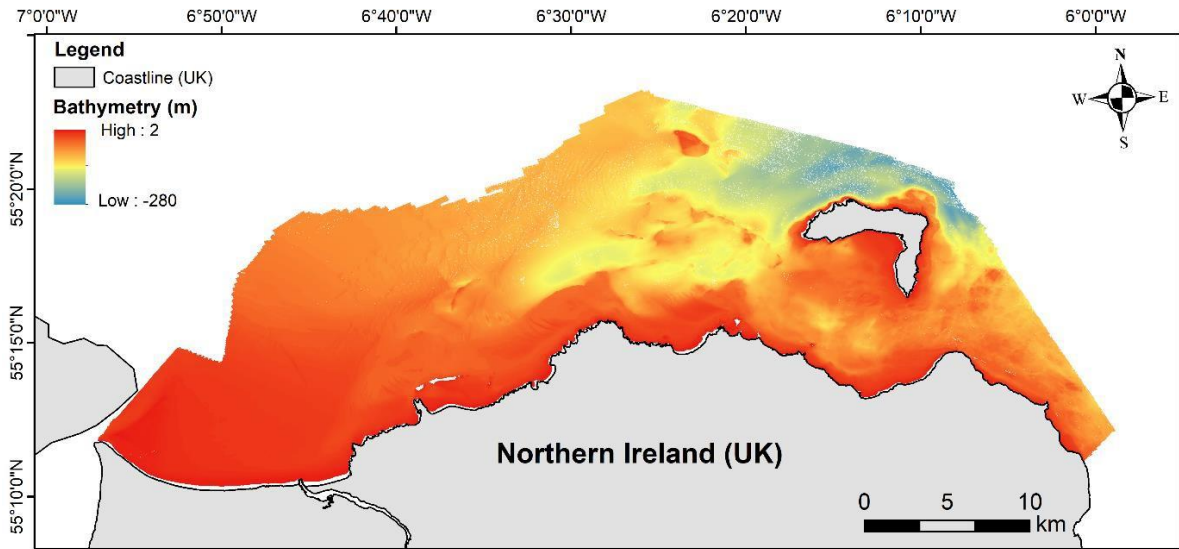 7°0'0"W 6°50'0"W 6°40'0"W 6°30'0"W 6°20'0"W 6°10'0"W 6°0'0"W
Legend
Coastline (UK)
Bathymetry (m)
High : 2
Low : -280
N
W E
S
55°20'0"N
55°15'0"N
55°10'0"N
Northern Ireland (UK)
0 5 10
km